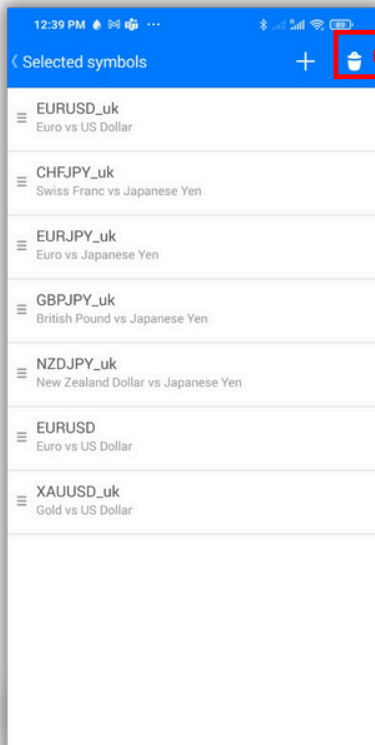 12:39 PM
Selected symbols
EURUSD_uk
Euro vs US Dollar
CHFJPY_uk
Swiss Franc vs Japanese Yen
EURJPY_uk
Euro vs Japanese Yen
GBPJPY_uk
British Pound vs Japanese Yen
NZDJPY_uk
New Zealand Dollar vs Japanese Yen
EURUSD
Euro vs US Dollar
XAUUSD_uk
Gold vs US Dollar